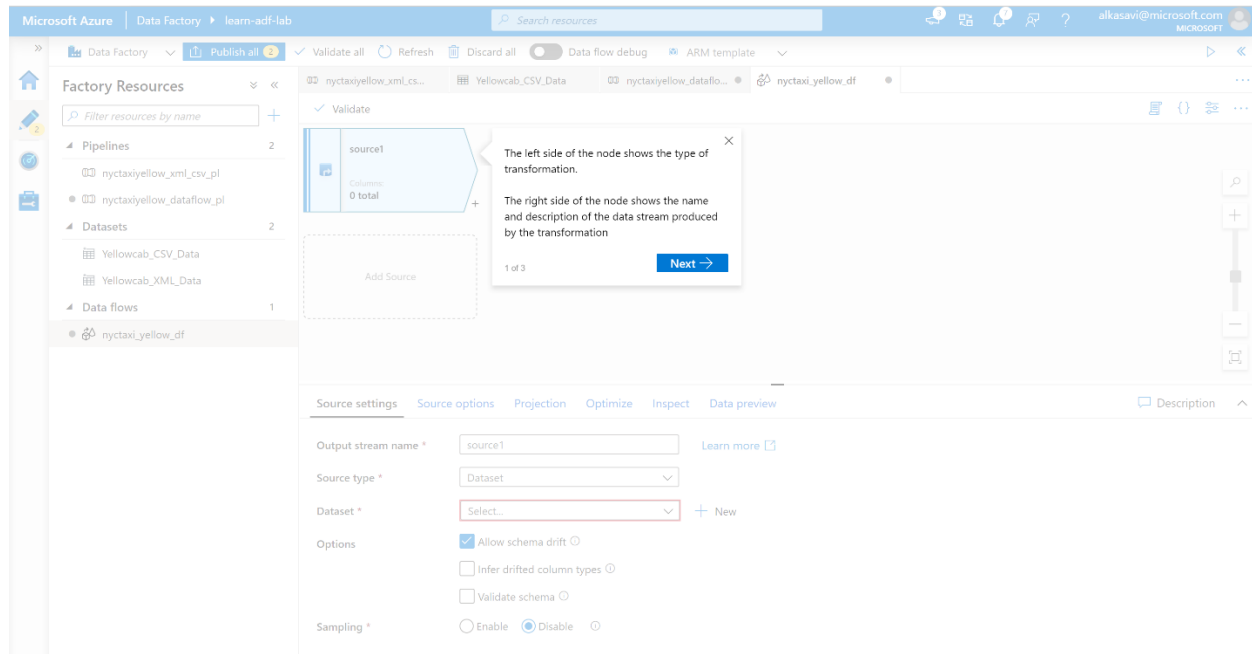 Microsoft Azure Data Factory learn-adf-lab Search resources 2 ? alkasavi@microsoft.com
MICROSOFT
Data Factory Publish all 2 Validate all Refresh Discard all Data flow debug ARM template
Factory Resources
Filter resources by name
Pipelines 2
nyctaxiyellow_xml_csv_pl
nyctaxiyellow_dataflow_pl
Datasets 2
Yellowcab_CSV_Data
Yellowcab_XML_Data
Data flows 1
nyctaxi_yellow_df
nyctaxiyellow_xml_cs... Yellowcab_CSV_Data nyctaxiyellow_dataflo... nyctaxi_yellow_df
Validate
source1
Columns:
0 total
Add Source
The left side of the node shows the type of
transformation.
The right side of the node shows the name
and description of the data stream produced
by the transformation
1 of 3 Next
Source settings Source options Projection Optimize Inspect Data preview Description
Output stream name * source1 Learn more
Source type * Dataset
Dataset * Select... New
Options Allow schema drift
Infer drifted column types
Validate schema
Sampling * Enable Disable